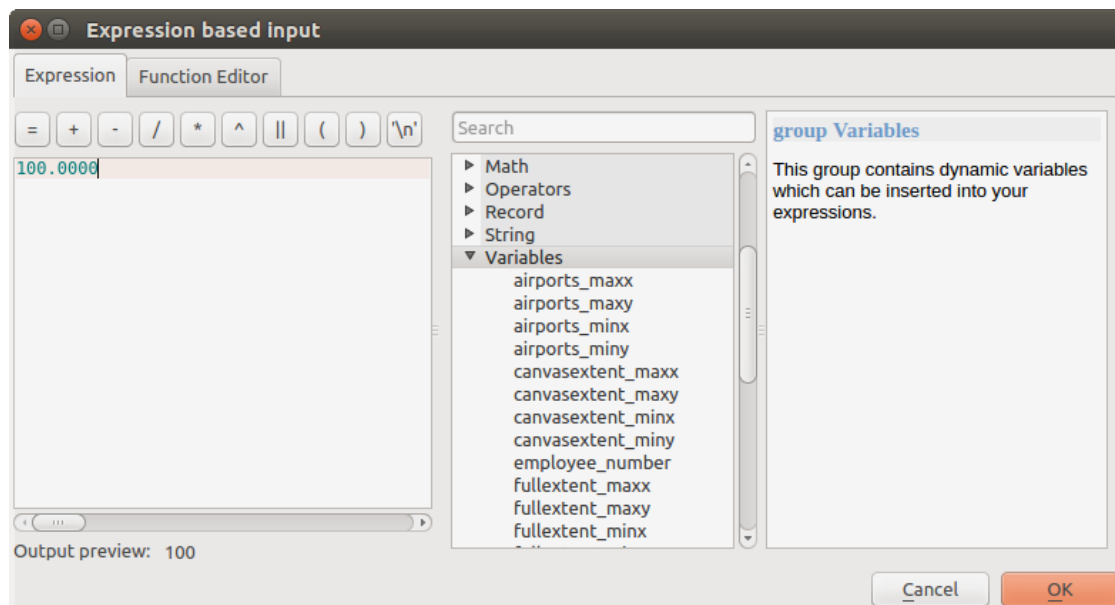 Expression based input
Expression
Function Editor
= + - / * ^ || ( ) '\n'
100.0000
Output preview: 100
Search
Math
Operators
Record
String
Variables
airports_maxx
airports_maxy
airports_minx
airports_miny
canvasextent_maxx
canvasextent_maxy
canvasextent_minx
canvasextent_miny
employee_number
fullextent_maxx
fullextent_maxy
fullextent_minx
group Variables
This group contains dynamic variables
which can be inserted into your
expressions.
Cancel
OK